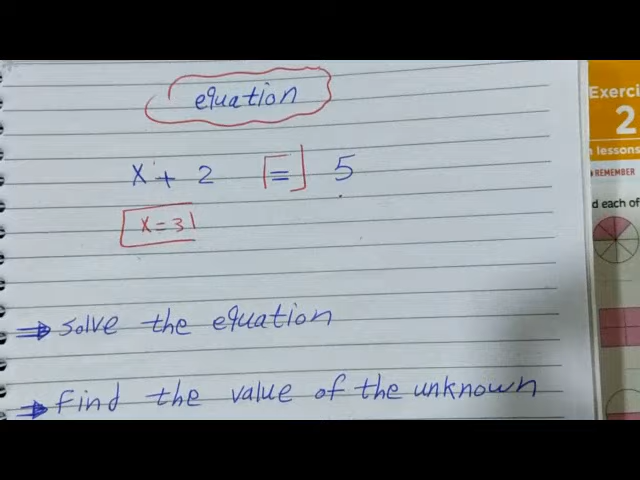 equation
x + 2 = 5
x = 3
⇒ solve the equation
⇒ Find the value of the unknown
Exerci
2
lessons
REMEMBER
d each of